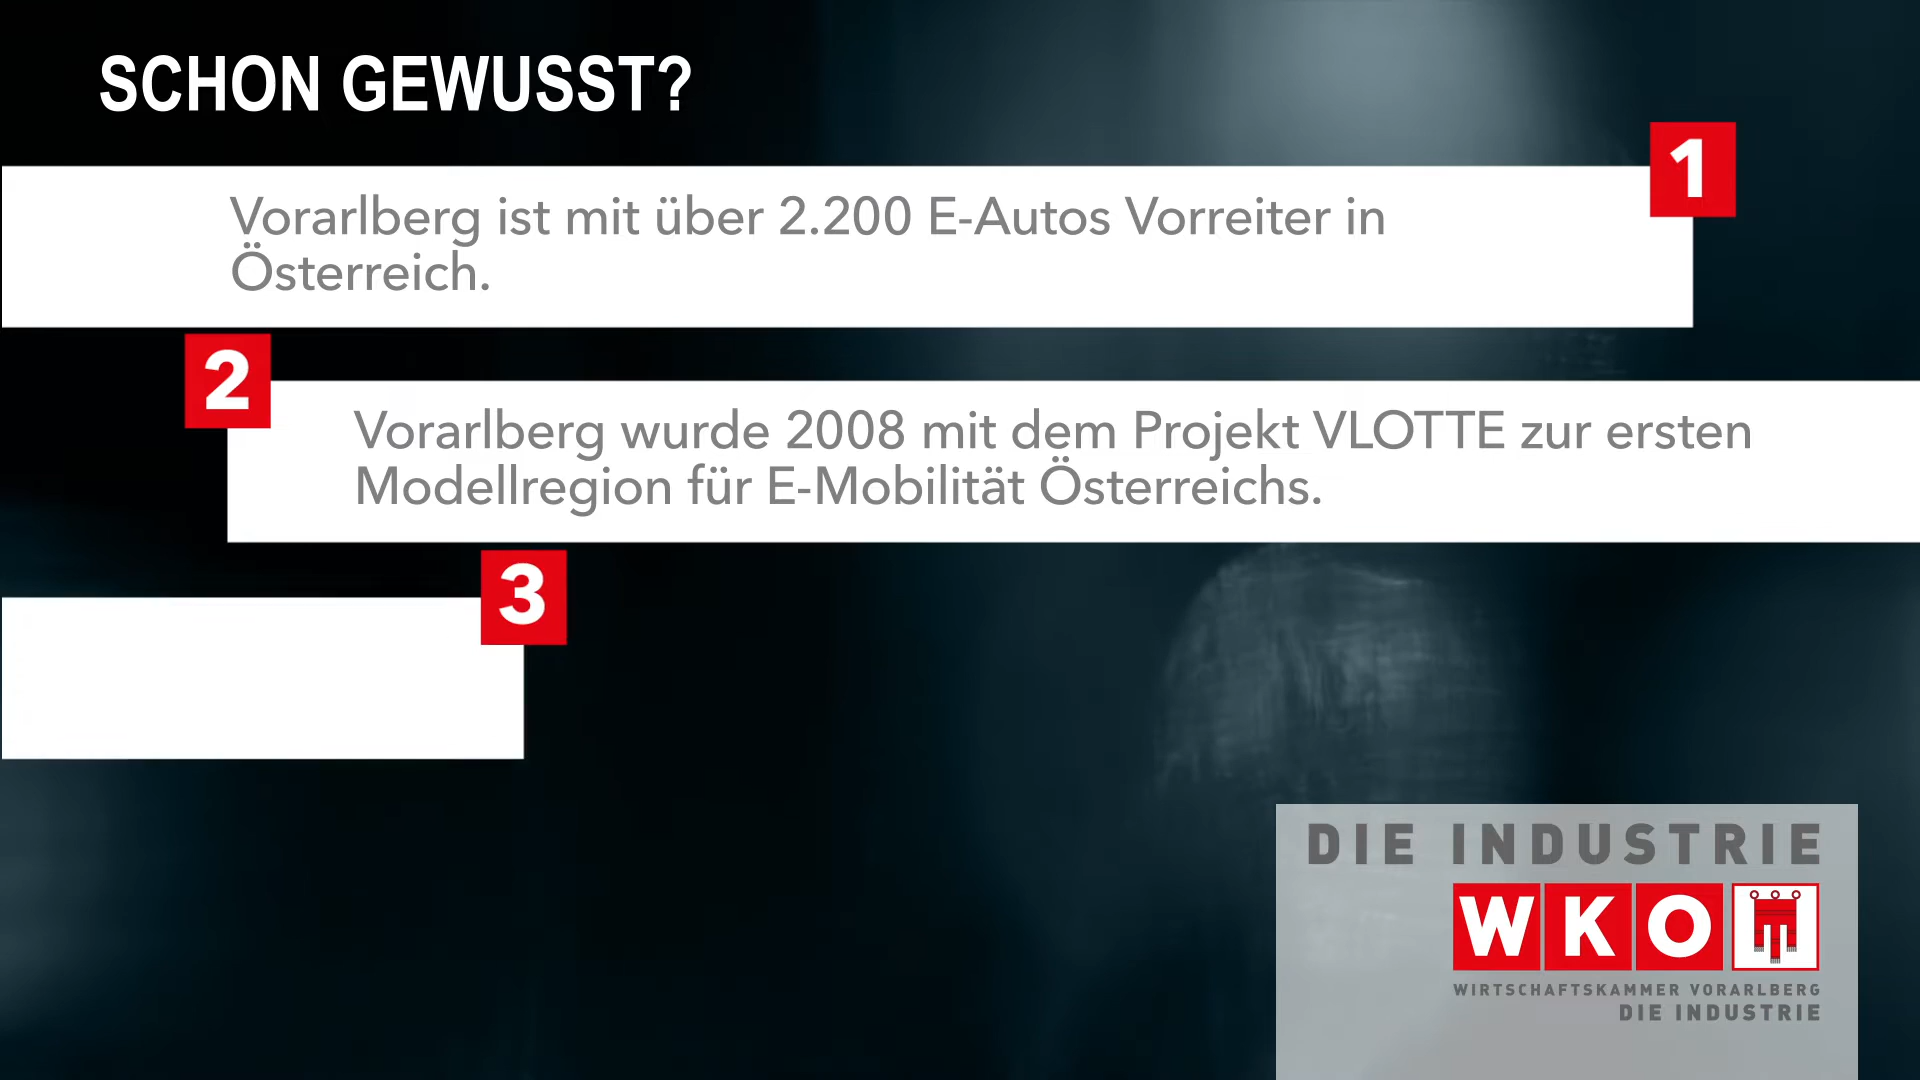 SCHON GEWUSST?
1
Vorarlberg ist mit über 2.200 E-Autos Vorreiter in
Österreich.
2
Vorarlberg wurde 2008 mit dem Projekt VLOTTE zur ersten
Modellregion für E-Mobilität Österreichs.
3
DIE INDUSTRIE
WKO
WIRTSCHAFTSKAMMER VORARLBERG
DIE INDUSTRIE